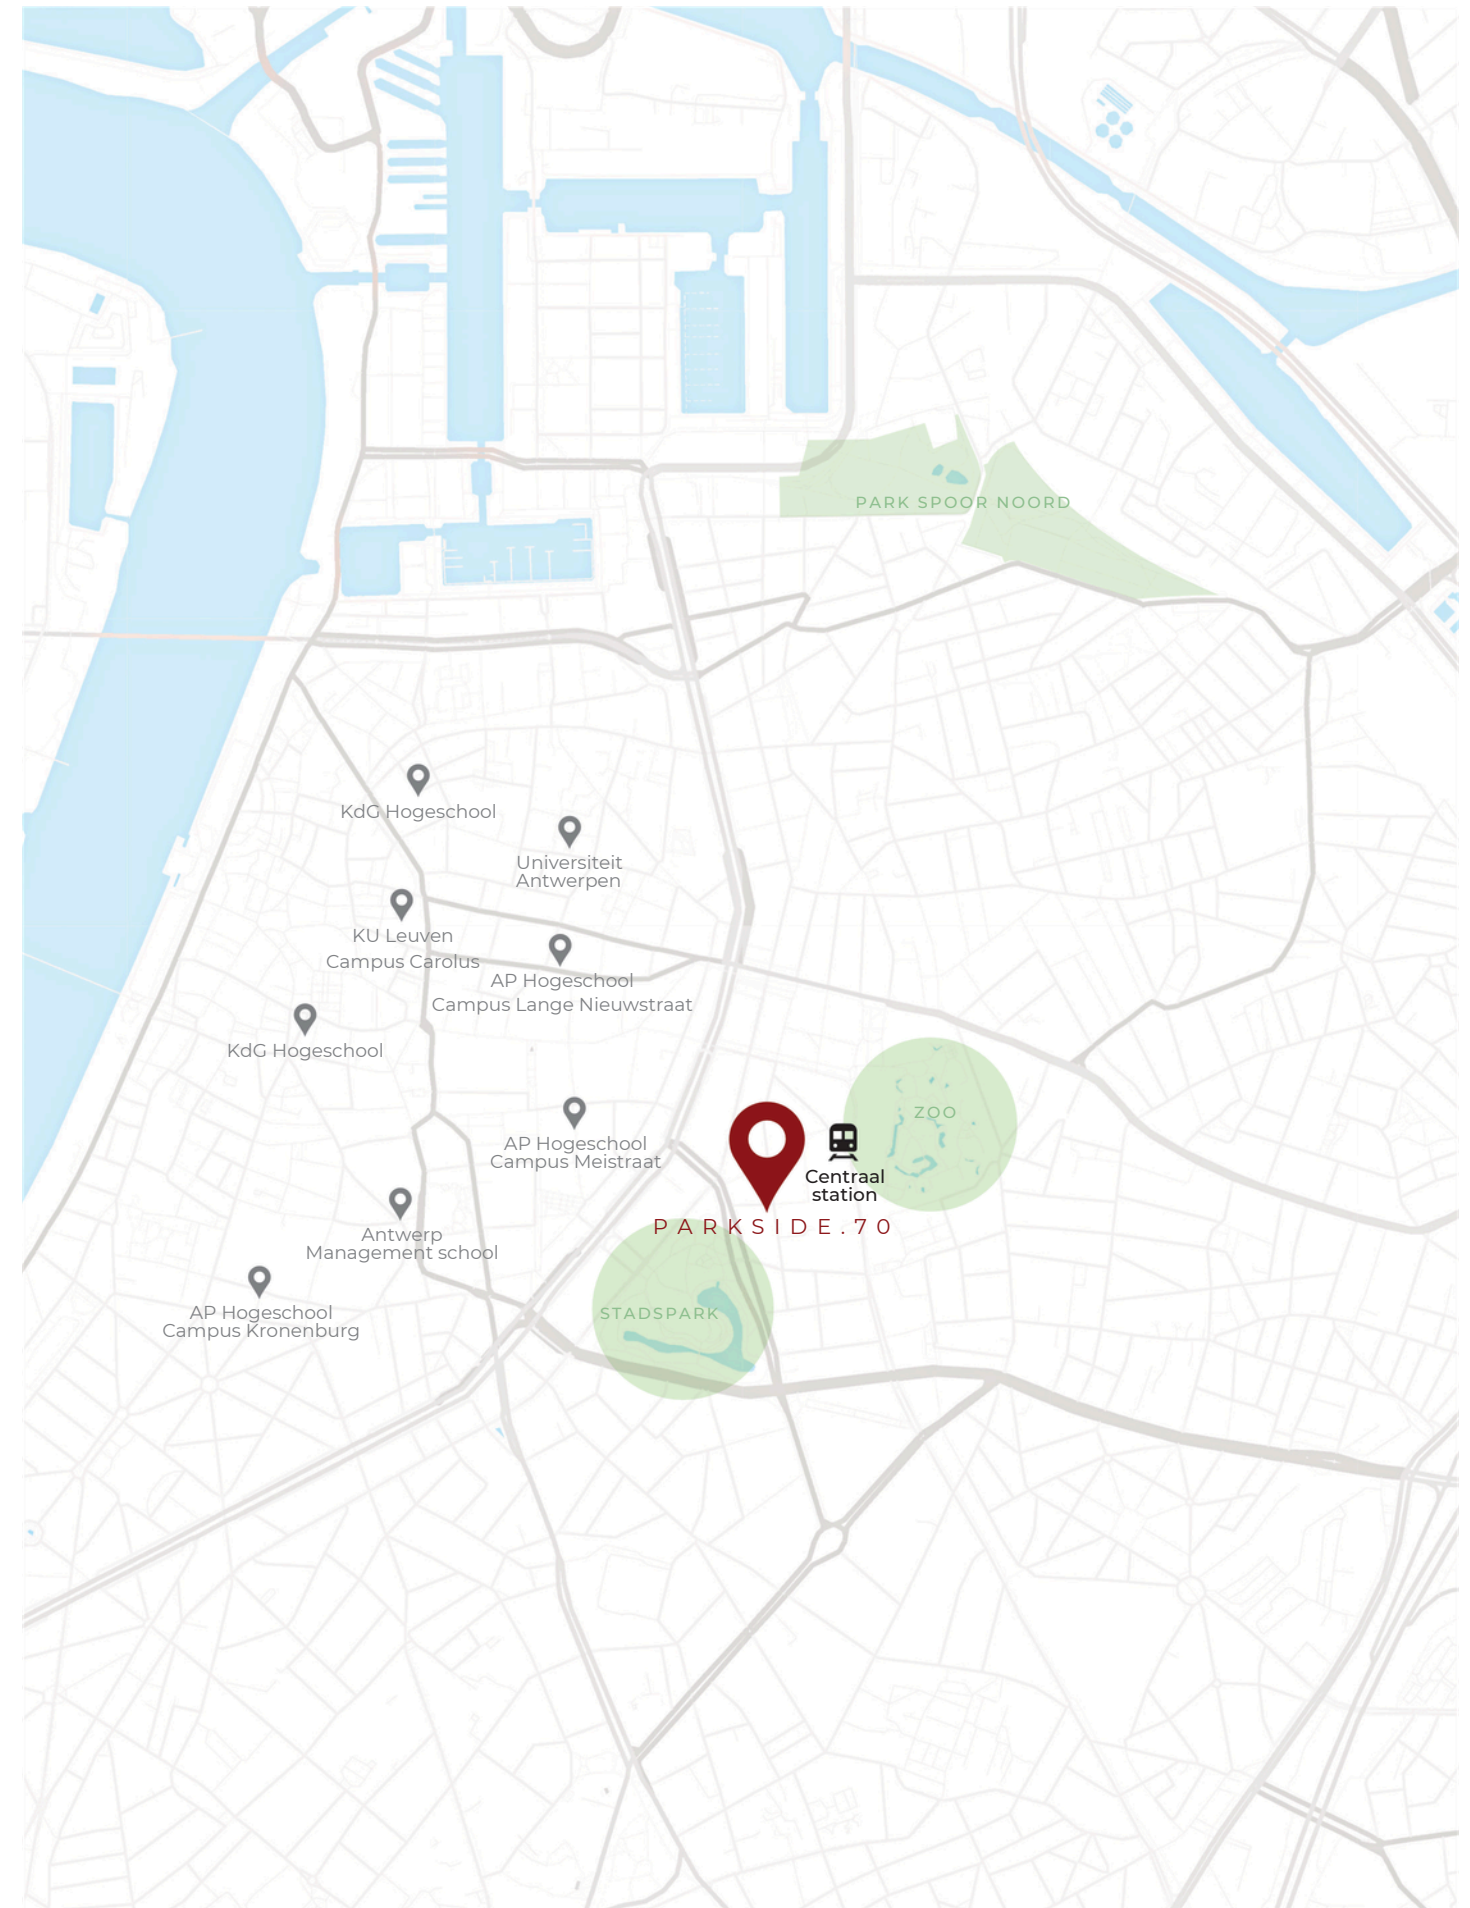 PARK SPOOR NOORD
KdG Hogeschool
Universiteit
Antwerpen
KU Leuven
Campus Carolus
AP Hogeschool
Campus Lange Nieuwstraat
KdG Hogeschool
AP Hogeschool
Campus Meistraat
ZOO
Centraal
station
PARKSIDE.70
Antwerp
Management school
AP Hogeschool
Campus Kronenburg
STADSPARK